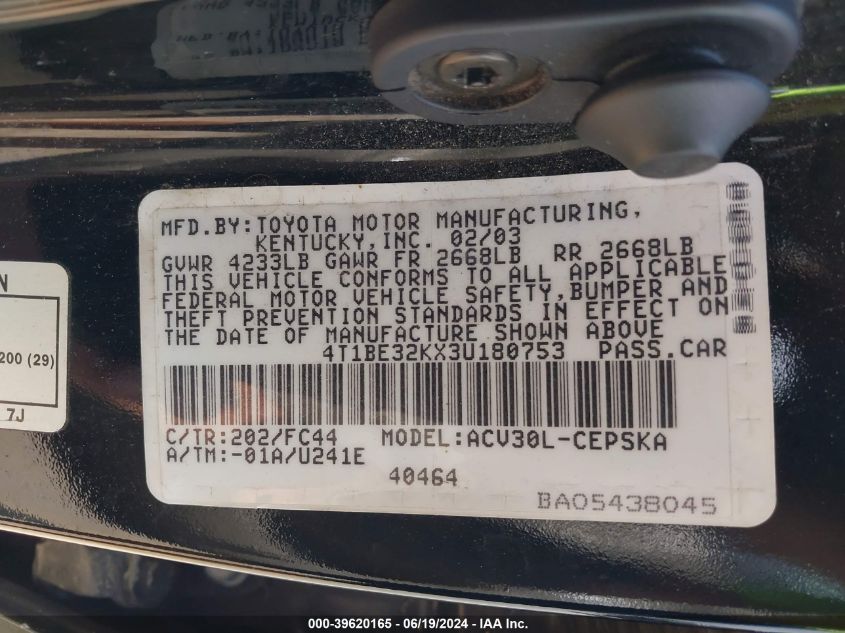 MFD.BY:TOYOTA MOTOR MANUFACTURING,
KENTUCKY,INC. 02/03
GVWR 4233LB GAWR FR 2668LB RR 2668LB
THIS VEHICLE CONFORMS TO ALL APPLICABLE
FEDERAL MOTOR VEHICLE SAFETY,BUMPER AND
THEFT PREVENTION STANDARDS IN EFFECT ON
THE DATE OF MANUFACTURE SHOWN ABOVE
4T1BE32KX3U180753 PASS.CAR
C/TR:202/FC44 MODEL:ACV30L-CEPSKA
A/TM:-01A/U241E
40464
BA05438045
N
200 (29)
7J
000-39620165 - 06/19/2024 - IAA Inc.